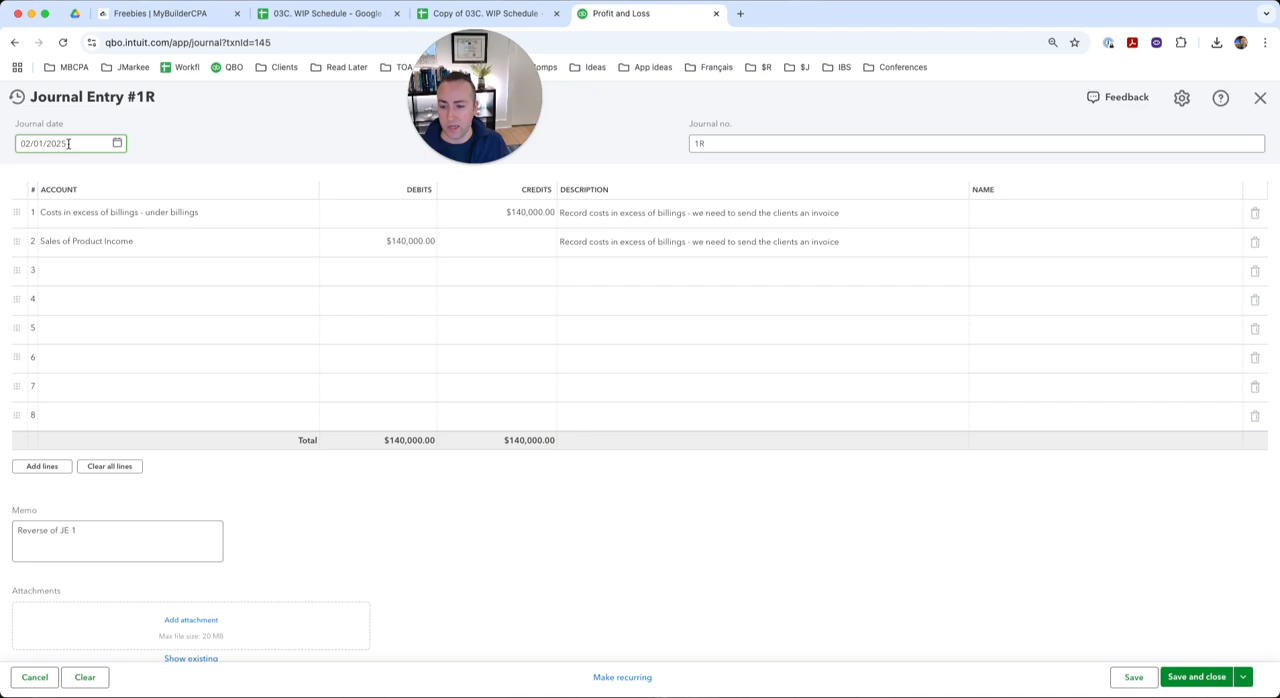 Freebies | MyBuilderCPA
03C. WIP Schedule - Google
Copy of 03C. WIP Schedule -
Profit and Loss
qbo.intuit.com/app/journal?txnId=145
MBCPA
JMarkee
Workfl
QBO
Clients
Read Later
TOA
omps
Ideas
App ideas
Français
$R
$J
IBS
Conferences
Journal Entry #1R
Feedback
Journal date
Journal no.
02/01/2025
1R
# ACCOUNT DEBITS CREDITS DESCRIPTION NAME
1 Costs in excess of billings - under billings $140,000.00 Record costs in excess of billings - we need to send the clients an invoice
2 Sales of Product Income $140,000.00 Record costs in excess of billings - we need to send the clients an invoice
3
4
5
6
7
8
Total $140,000.00 $140,000.00
Add lines
Clear all lines
Memo
Reverse of JE 1
Attachments
Add attachment
Max file size: 20 MB
Show existing
Cancel
Clear
Make recurring
Save
Save and close